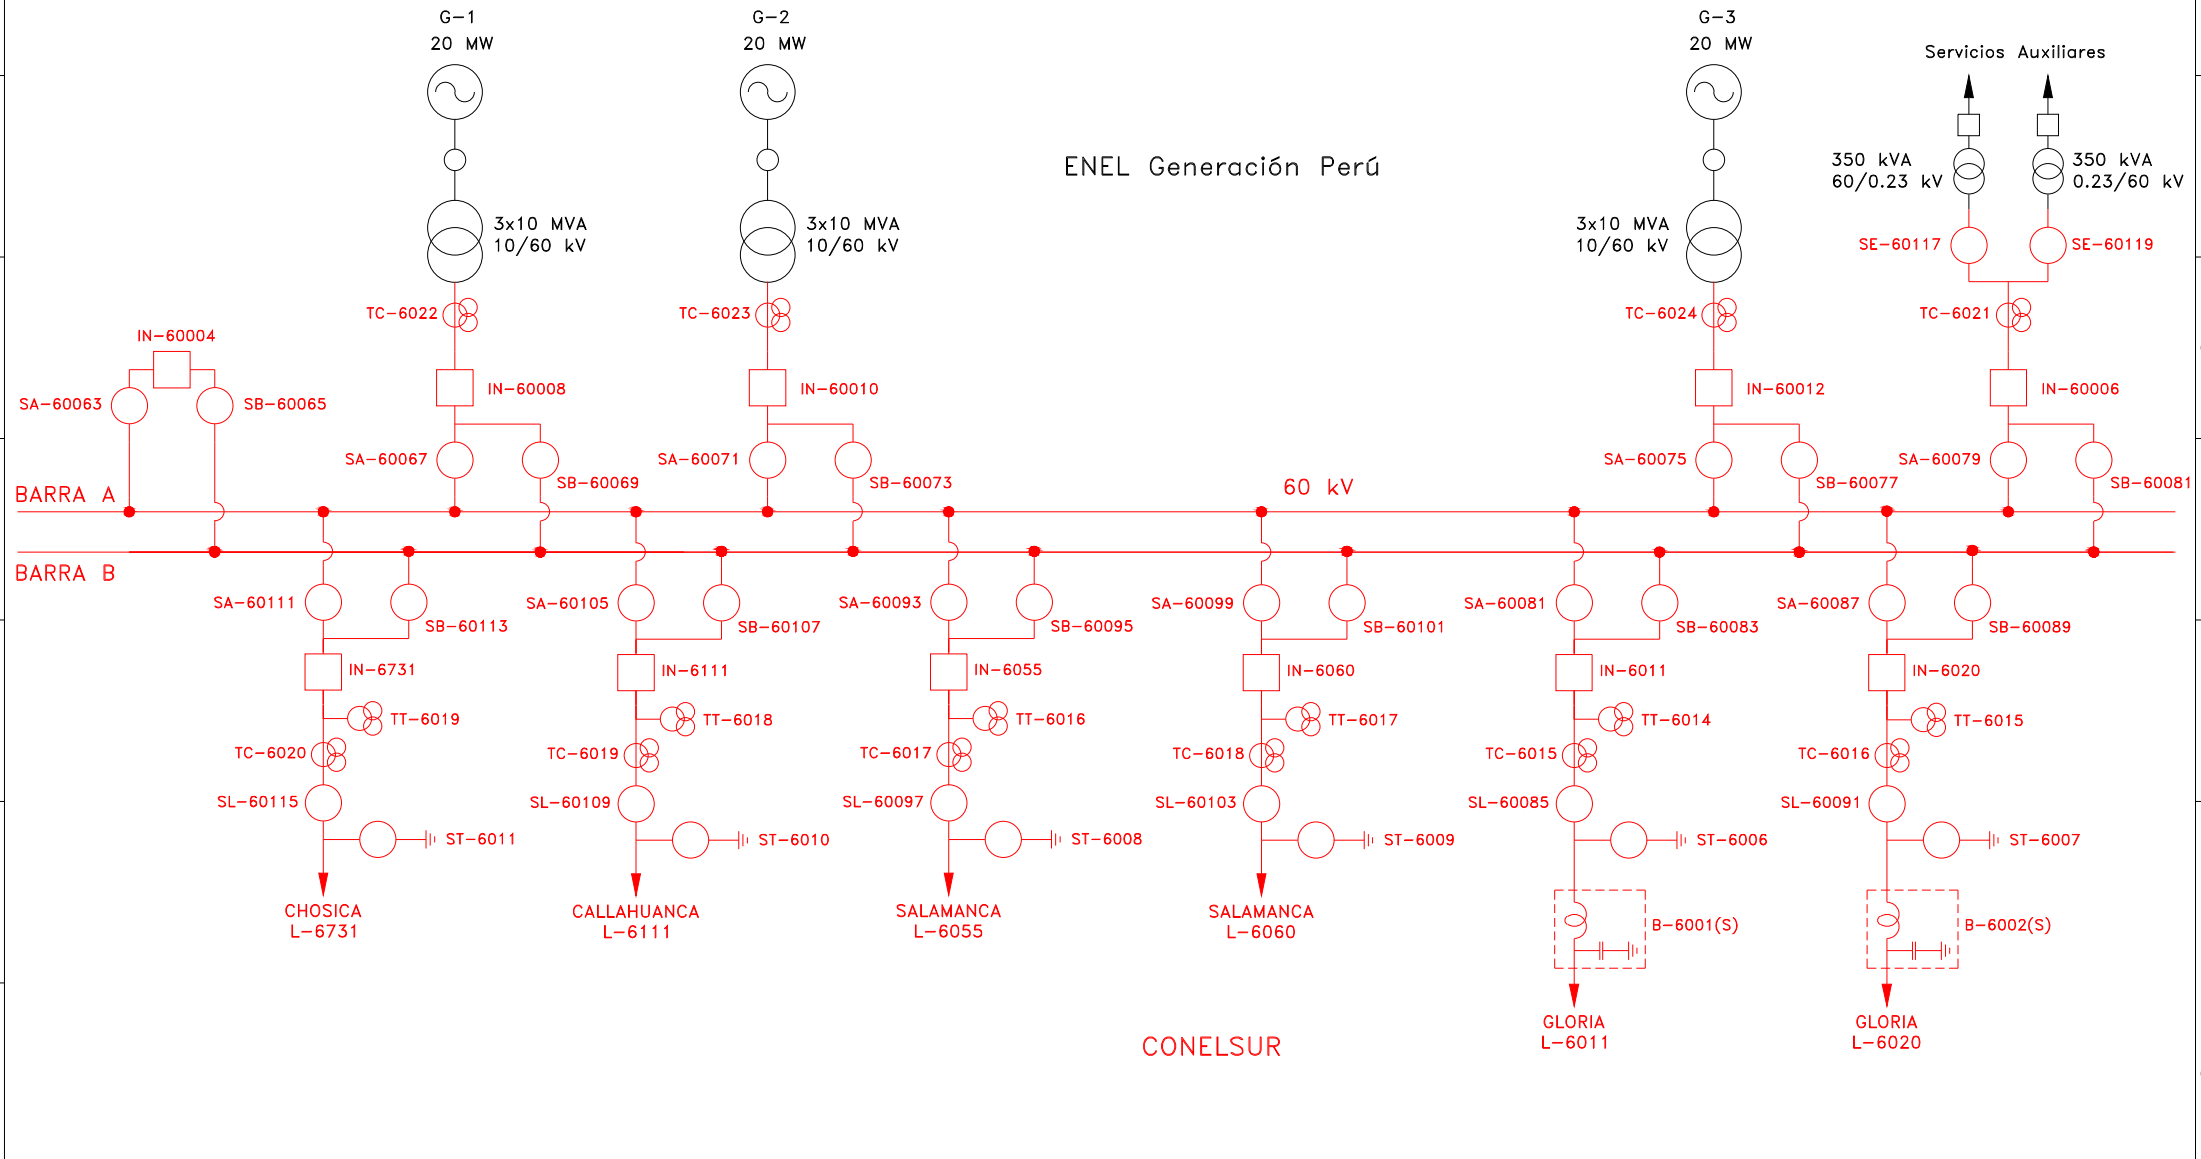 G-1
20 MW
G-2
20 MW
G-3
20 MW
Servicios Auxiliares
ENEL Generación Perú
350 kVA
60/0.23 kV
350 kVA
0.23/60 kV
3x10 MVA
10/60 kV
3x10 MVA
10/60 kV
3x10 MVA
10/60 kV
SE-60117
SE-60119
TC-6022
TC-6023
TC-6024
TC-6021
IN-60004
IN-60008
IN-60010
IN-60012
IN-60006
SA-60063
SB-60065
SA-60067
SB-60069
SA-60071
SB-60073
SA-60075
SB-60077
SA-60079
SB-60081
BARRA A
60 kV
BARRA B
SA-60111
SB-60113
SA-60105
SB-60107
SA-60093
SB-60095
SA-60099
SB-60101
SA-60081
SB-60083
SA-60087
SB-60089
IN-6731
IN-6111
IN-6055
IN-6060
IN-6011
IN-6020
TT-6019
TT-6018
TT-6016
TT-6017
TT-6014
TT-6015
TC-6020
TC-6019
TC-6017
TC-6018
TC-6015
TC-6016
SL-60115
SL-60109
SL-60097
SL-60103
SL-60085
SL-60091
ST-6011
ST-6010
ST-6008
ST-6009
ST-6006
ST-6007
CHOSICA
L-6731
CALLAHUANCA
L-6111
SALAMANCA
L-6055
SALAMANCA
L-6060
B-6001(S)
B-6002(S)
GLORIA
L-6011
GLORIA
L-6020
CONELSUR